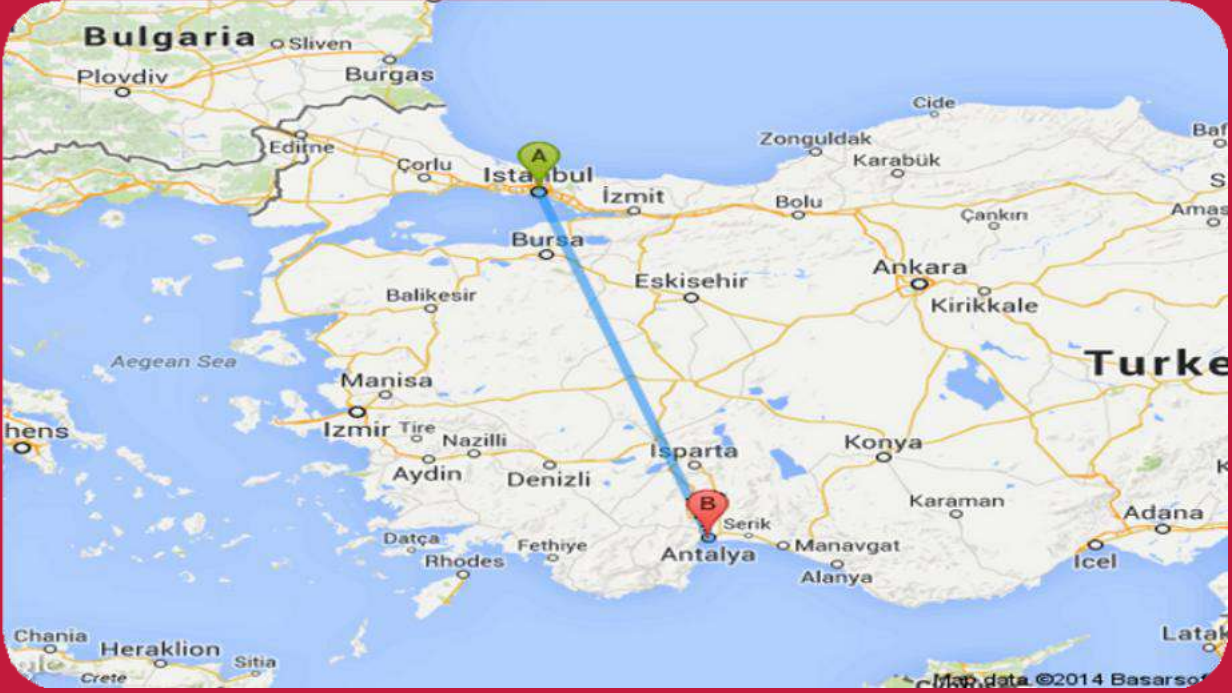 Bulgaria
Sliven
Plovdiv
Burgas
Cide
Edirne
Zonguldak
Karabük
Baf
Çorlu
A
Istanbul
İzmit
Bolu
Çankırı
S
Amas
Bursa
Eskisehir
Ankara
Kirikkale
Balikesir
Aegean Sea
Turke
Manisa
hens
Izmir
Tire
Nazilli
Isparta
Konya
K
Aydin
Denizli
B
Karaman
Adana
Serik
Datça
Fethiye
Antalya
Manavgat
Rhodes
Alanya
Icel
Chania
Heraklion
Sitia
Latak
Crete
Map data ©2014 Basarsof